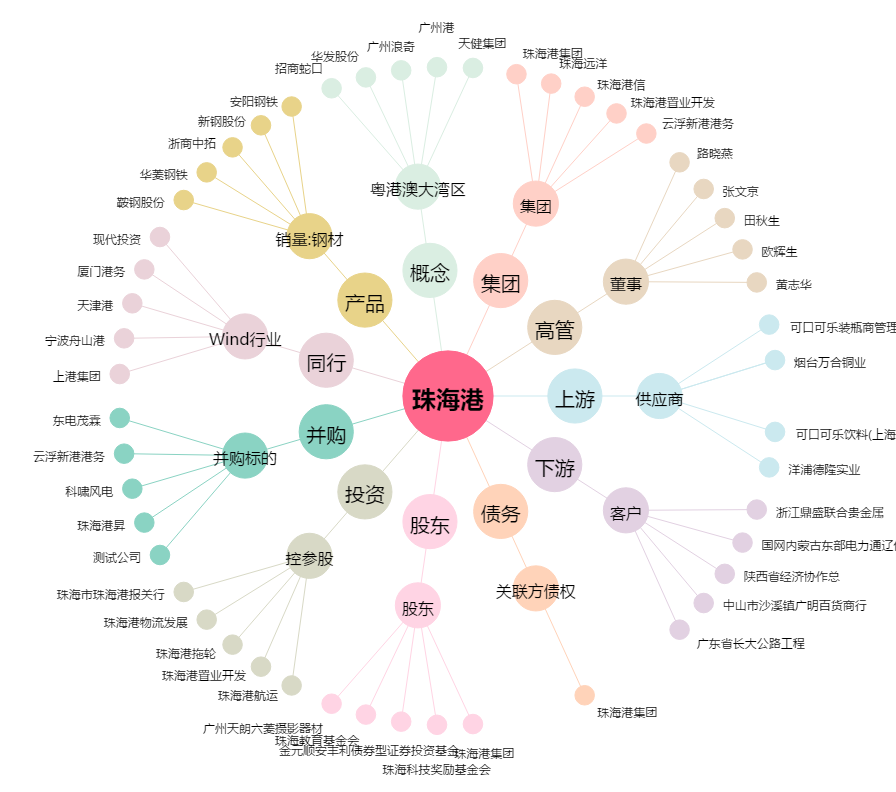 广州港
广州浪奇
天健集团
华发股份
招商蛇口
珠海港集团
珠海远洋
珠海港信
珠海港置业开发
云浮新港港务
安阳钢铁
新钢股份
浙商中拓
华菱钢铁
鞍钢股份
路晓燕
张文京
田秋生
欧辉生
黄志华
粤港澳大湾区
集团
销量:钢材
董事
概念
集团
产品
高管
现代投资
厦门港务
天津港
宁波舟山港
上港集团
Wind行业
同行
珠海港
上游
供应商
可口可乐装瓶商管理
烟台万合铜业
可口可乐饮料(上海
洋浦德隆实业
东电茂霖
云浮新港港务
科啸风电
珠海港昇
测试公司
并购标的
并购
下游
客户
浙江鼎盛联合贵金属
国网内蒙古东部电力通辽
陕西省经济协作总
中山市沙溪镇广明百货商行
广东省长大公路工程
投资
股东
债务
控参股
股东
关联方债权
珠海市珠海港报关行
珠海港物流发展
珠海港拖轮
珠海港置业开发
珠海港航运
广州天朗六菱摄影器材
珠海教育基金会
金元顺安丰利债券型证券投资基金
珠海科技奖励基金会
珠海港集团
珠海港集团